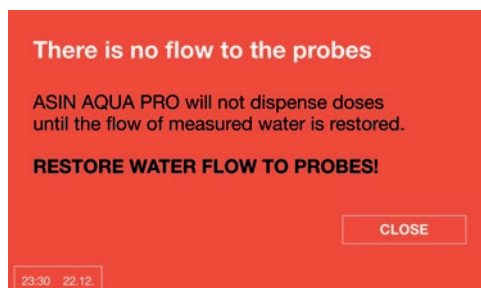 There is no flow to the probes
ASIN AQUA PRO will not dispense doses
until the flow of measured water is restored.
RESTORE WATER FLOW TO PROBES!
CLOSE
23:30 22.12.